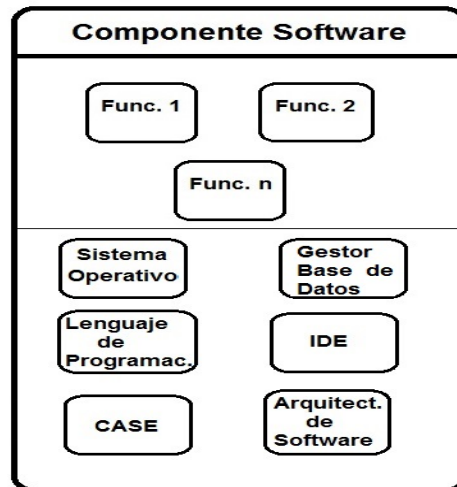 Componente Software
Func. 1
Func. 2
Func. n
Sistema
Operativo
Gestor
Base de
Datos
Lenguaje
de
Programac.
IDE
CASE
Arquitect.
de
Software